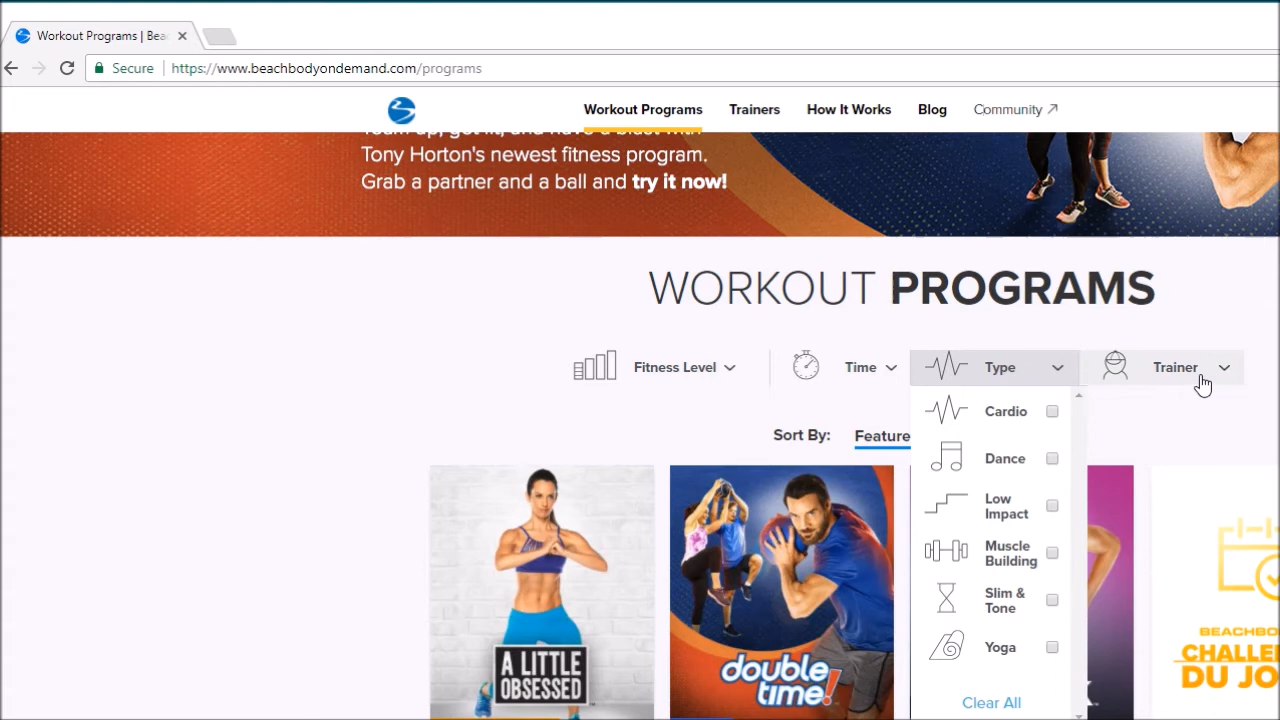 Workout Programs | Bea
Secure
https://www.beachbodyondemand.com/programs
Workout Programs
Trainers
How It Works
Blog
Community
Tony Horton's newest fitness program.
Grab a partner and a ball and try it now!
WORKOUT PROGRAMS
Fitness Level
Time
Type
Trainer
Cardio
Dance
Low
Impact
Muscle
Building
Slim &
Tone
Yoga
Clear All
Sort By:
Feature
A LITTLE
OBSESSED
double
time!
BEACHBO
CHALLEN
DU JO